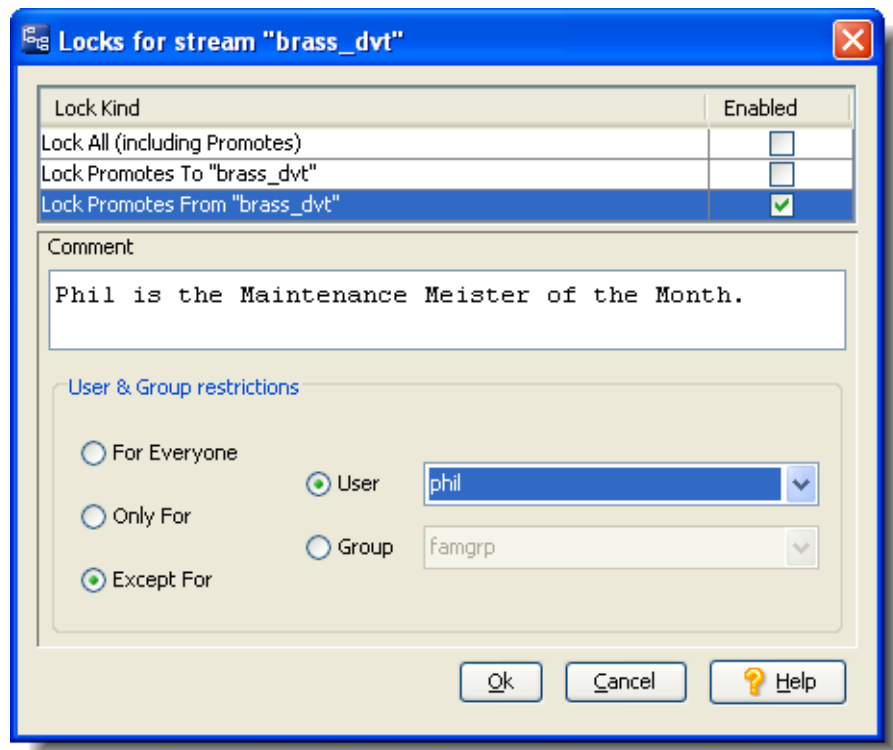 Locks for stream "brass_dvt"
Lock Kind Enabled
Lock All (including Promotes)
Lock Promotes To "brass_dvt"
Lock Promotes From "brass_dvt"
Comment
Phil is the Maintenance Meister of the Month.
User & Group restrictions
For Everyone
User phil
Only For
Group famgrp
Except For
Ok Cancel Help